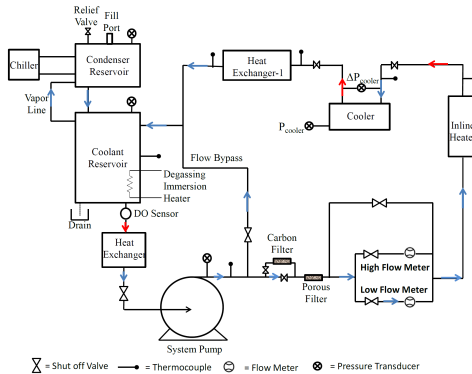 Relief
Valve
Fill
Port
Chiller
Condenser
Reservoir
Vapor
Line
Heat
Exchanger-1
ΔPcooler
Pcooler
Cooler
Inline
Heate
Coolant
Reservoir
Flow Bypass
Degassing
Immersion
Heater
Drain
DO Sensor
Heat
Exchanger
Carbon
Filter
Porous
Filter
High Flow Meter
Low Flow Meter
System Pump
= Shut off Valve
= Thermocouple
= Flow Meter
= Pressure Transducer